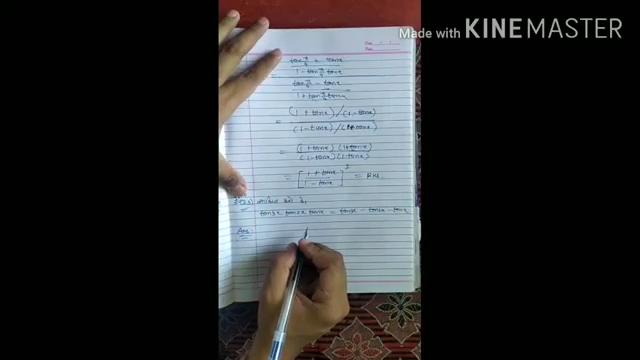 Made with KINEMASTER
tan π/4 + tanx
1 - tan π/4 tanx
=
tan π/4 - tanx
1 + tan π/4 tanx
= (1 + tanx) / (1 - tanx)
(1 - tanx) / (1 + tanx)
= (1 + tanx) (1 + tanx)
(1 - tanx) (1 - tanx)
= [1 + tanx / 1 - tanx]² = RHS
tan3x tan2x tanx = tan3x - tan2x - tanx
Ans: